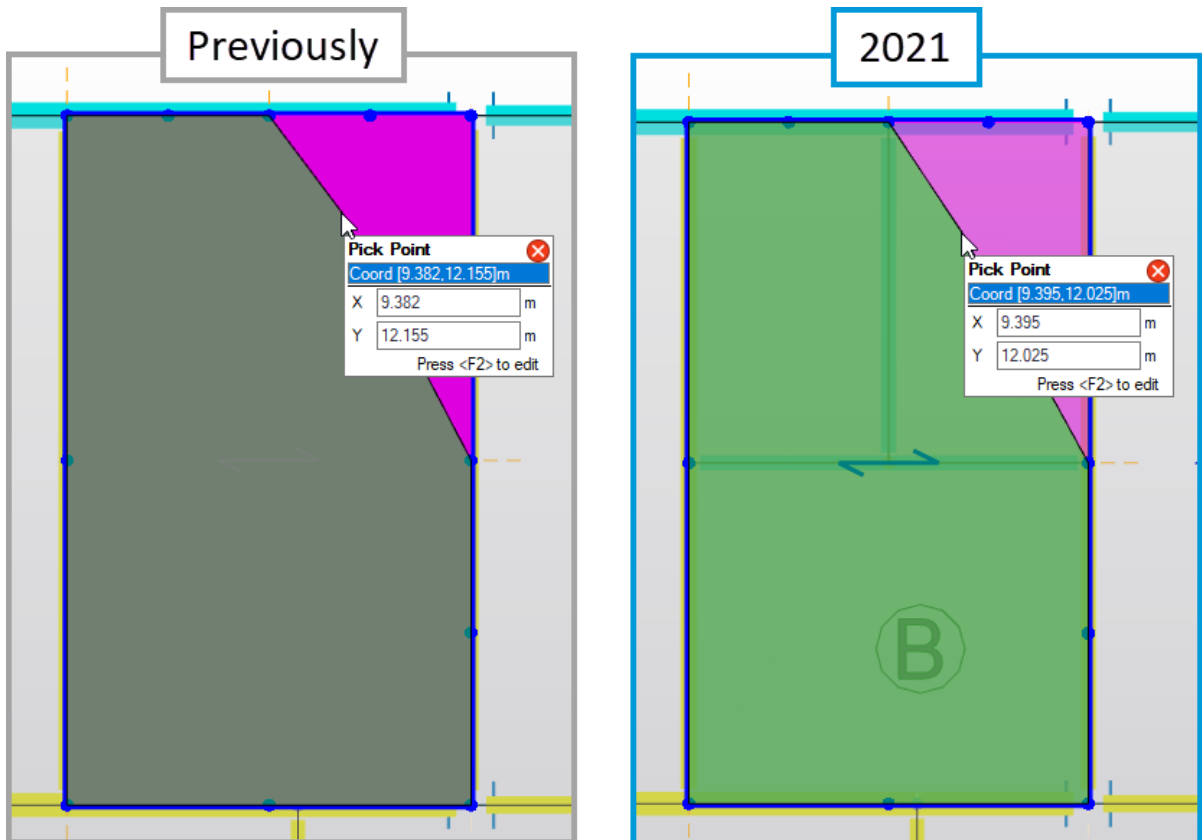 Previously
Pick Point
Coord [9.382,12.155]m
X 9.382 m
Y 12.155 m
Press <F2> to edit
2021
Pick Point
Coord [9.395,12.025]m
X 9.395 m
Y 12.025 m
Press <F2> to edit
B